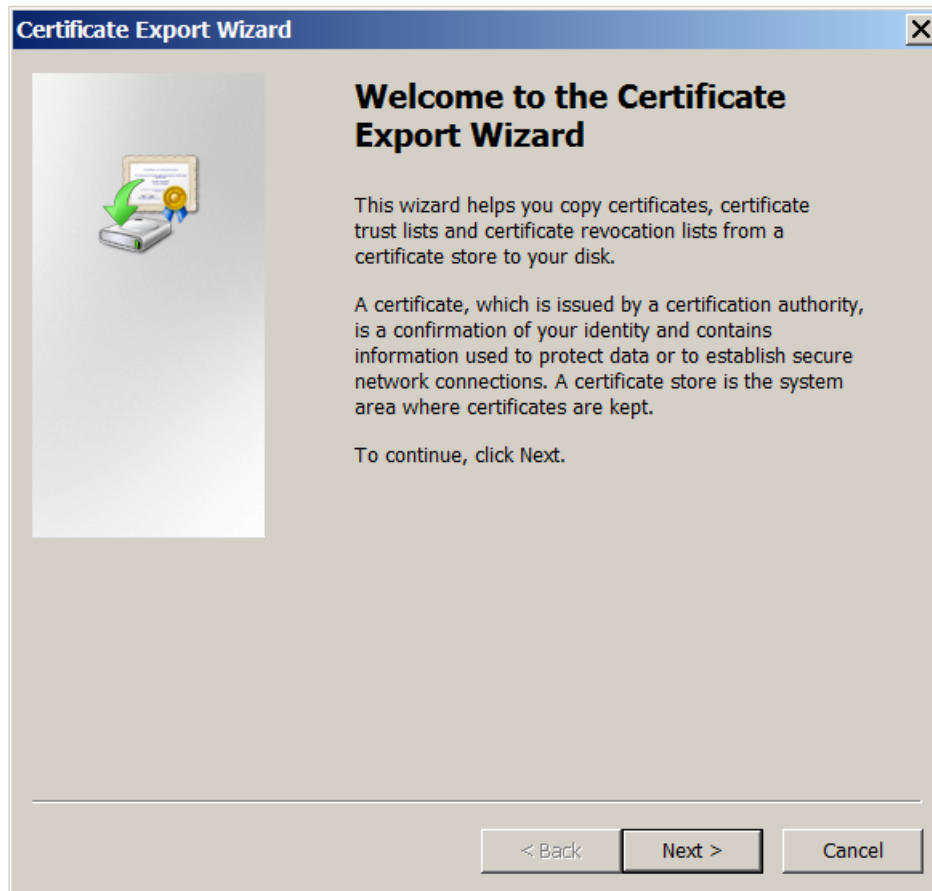 Certificate Export Wizard
Welcome to the Certificate
Export Wizard
This wizard helps you copy certificates, certificate
trust lists and certificate revocation lists from a
certificate store to your disk.
A certificate, which is issued by a certification authority,
is a confirmation of your identity and contains
information used to protect data or to establish secure
network connections. A certificate store is the system
area where certificates are kept.
To continue, click Next.
< Back
Next >
Cancel